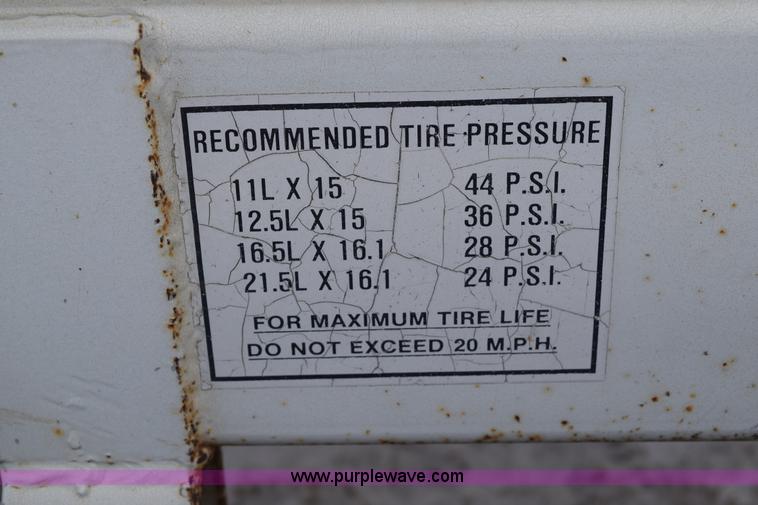 RECOMMENDED TIRE PRESSURE
11L X 15 44 P.S.I.
12.5L X 15 36 P.S.I.
16.5L X 16.1 28 P.S.I.
21.5L X 16.1 24 P.S.I.
FOR MAXIMUM TIRE LIFE
DO NOT EXCEED 20 M.P.H.
www.purplewave.com